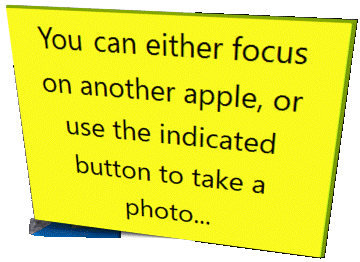 You can either focus
on another apple, or
use the indicated
button to take a
photo...